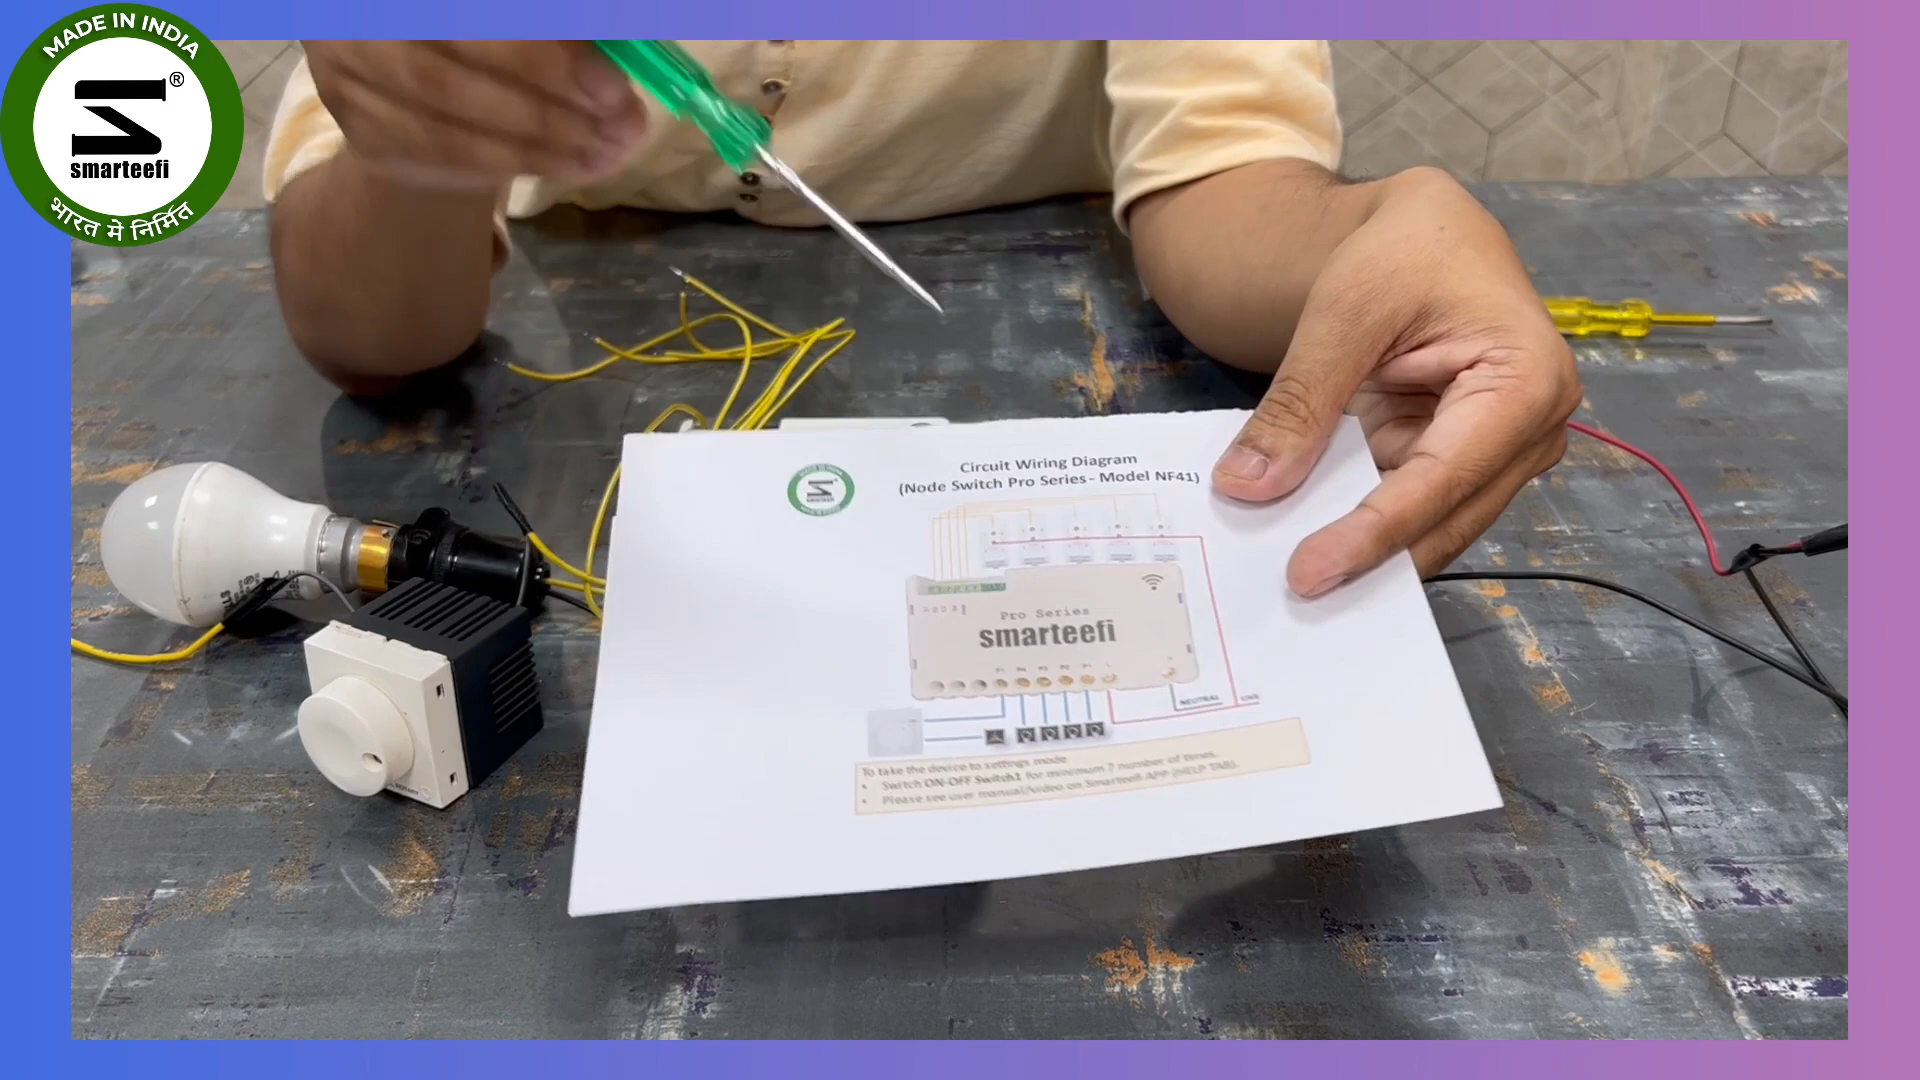 MADE IN INDIA
®
smarteefi
भारत में निर्मित
Circuit Wiring Diagram
(Node Switch Pro Series - Model NF41)
Pro Series
smarteefi
NEUTRAL
LIVE
To take the device to settings mode
• Switch ON-OFF Switch1 for minimum 7 number of times.
• Please see user manual/video on Smarteefi APP (HELP TAB).